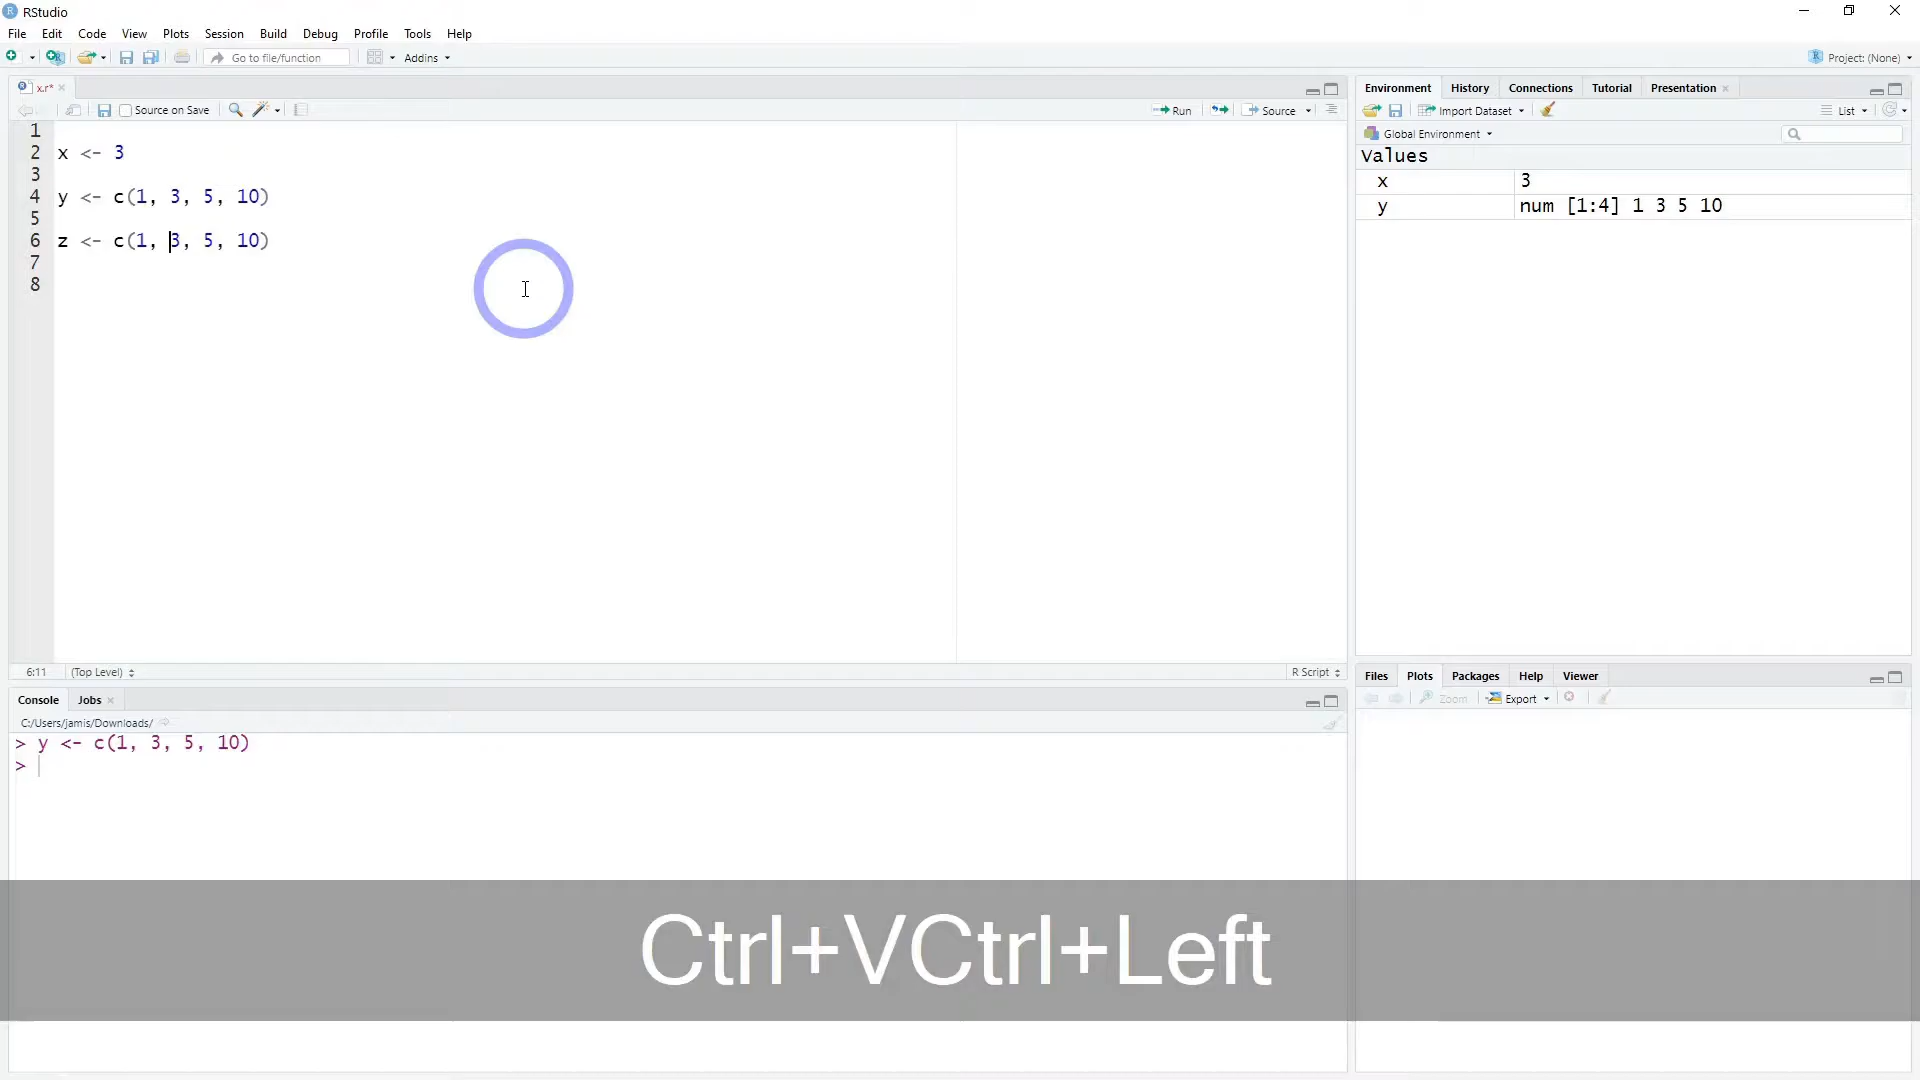 RStudio
File Edit Code View Plots Session Build Debug Profile Tools Help
Go to file/function Addins Project: (None)
x.r*
Source on Save Run Source
1
2 x <- 3
3
4 y <- c(1, 3, 5, 10)
5
6 z <- c(1, 3, 5, 10)
7
8
6:11 (Top Level) R Script
Console Jobs
C:/Users/jamis/Downloads/
> y <- c(1, 3, 5, 10)
>
Environment History Connections Tutorial Presentation
Import Dataset List
Global Environment
Values
x 3
y num [1:4] 1 3 5 10
Files Plots Packages Help Viewer
Zoom Export
Ctrl+VCtrl+Left